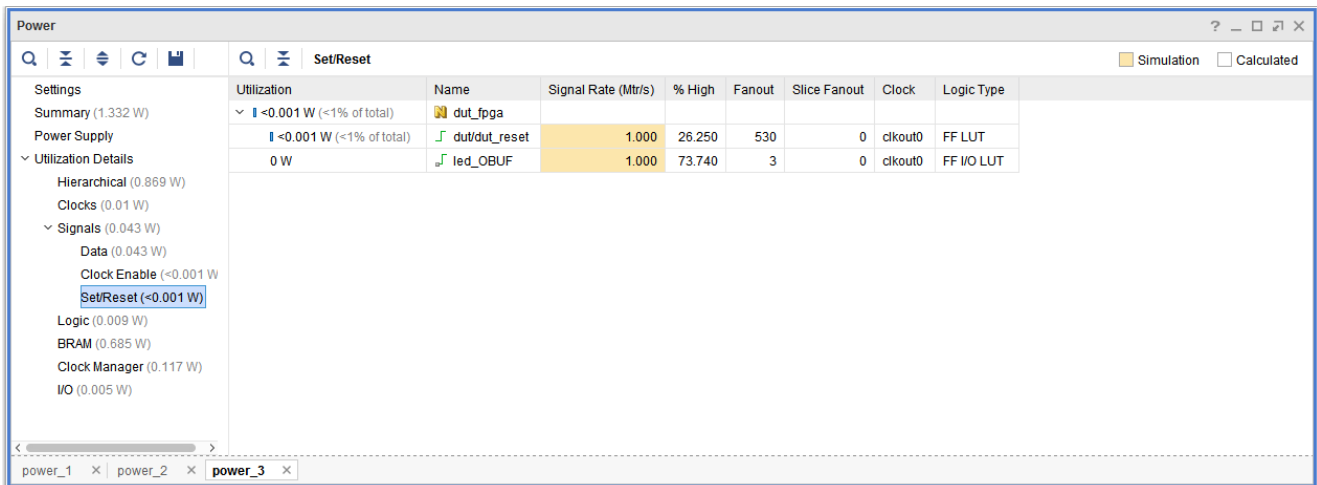 Power
Set/Reset
Simulation
Calculated
Settings
Summary (1.332 W)
Power Supply
Utilization Details
Hierarchical (0.869 W)
Clocks (0.01 W)
Signals (0.043 W)
Data (0.043 W)
Clock Enable (<0.001 W
Set/Reset (<0.001 W)
Logic (0.009 W)
BRAM (0.685 W)
Clock Manager (0.117 W)
I/O (0.005 W)
Utilization Name Signal Rate (Mtr/s) % High Fanout Slice Fanout Clock Logic Type
<0.001 W (<1% of total) dut_fpga
<0.001 W (<1% of total) dut/dut_reset 1.000 26.250 530 0 clkout0 FF LUT
0 W led_OBUF 1.000 73.740 3 0 clkout0 FF I/O LUT
power_1 power_2 power_3